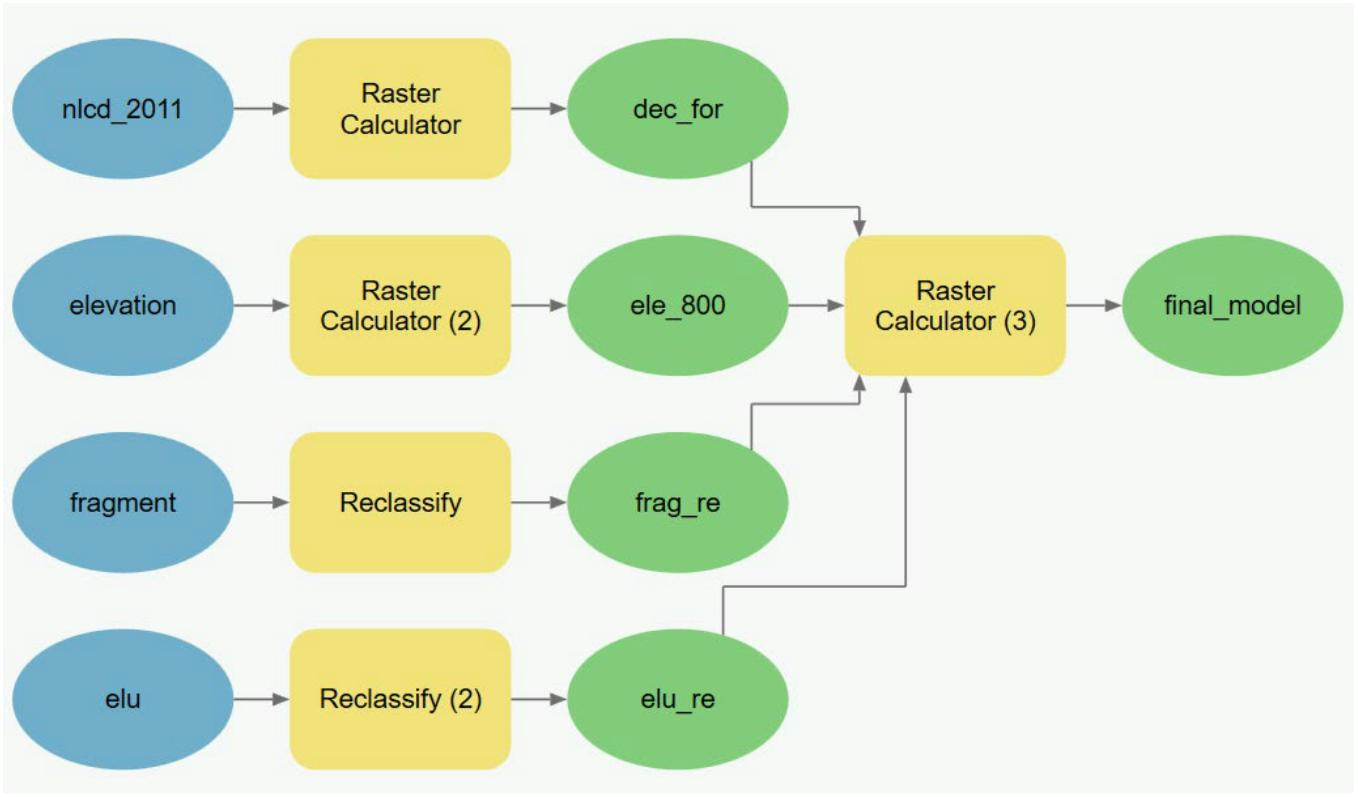 nlcd_2011
Raster
Calculator
dec_for
elevation
Raster
Calculator (2)
ele_800
Raster
Calculator (3)
final_model
fragment
Reclassify
frag_re
elu
Reclassify (2)
elu_re